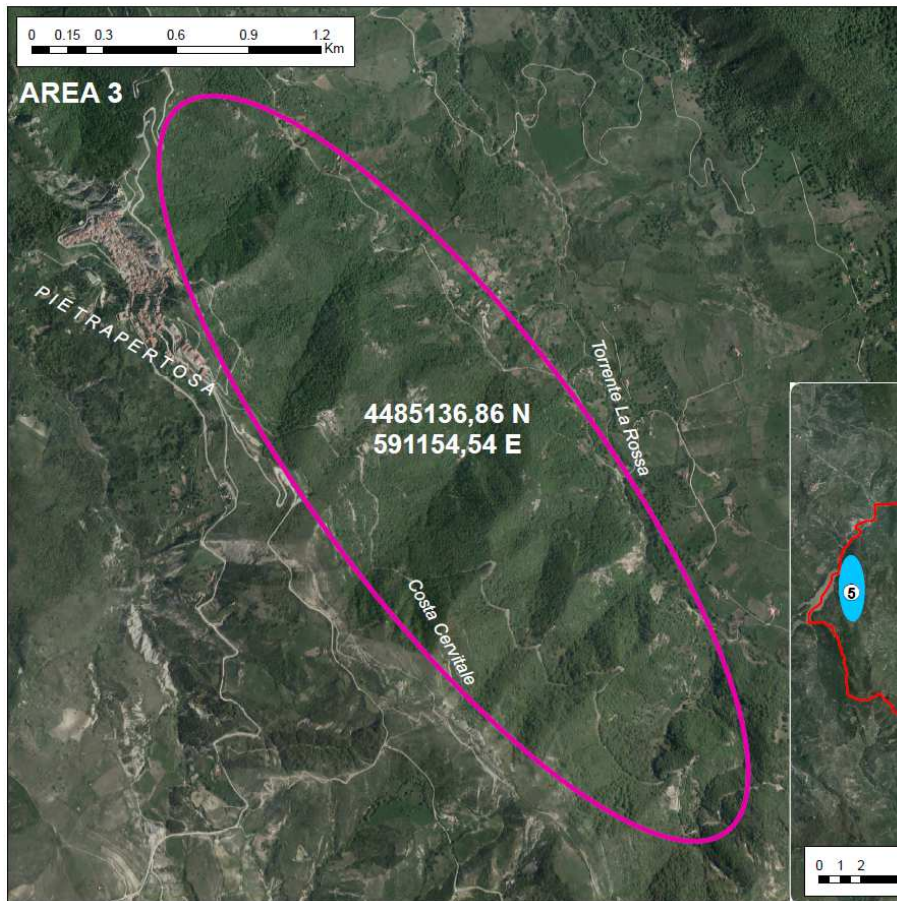 0 0.15 0.3 0.6 0.9 1.2
Km
AREA 3
PIETRAPERTOSA
4485136,86 N
591154,54 E
Torrente La Rossa
Costa Cervitale
5
0 1 2